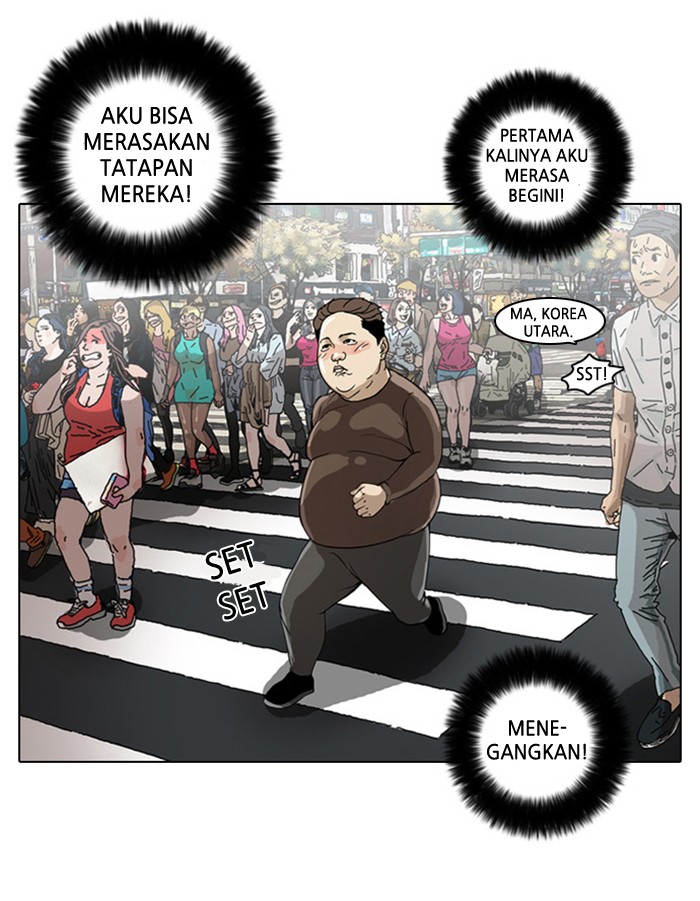 AKU BISA
MERASAKAN
TATAPAN
MEREKA!
PERTAMA
KALINYA AKU
MERASA
BEGINI!
MA, KOREA
UTARA.
SST!
SET
SET
MENE-
GANGKAN!